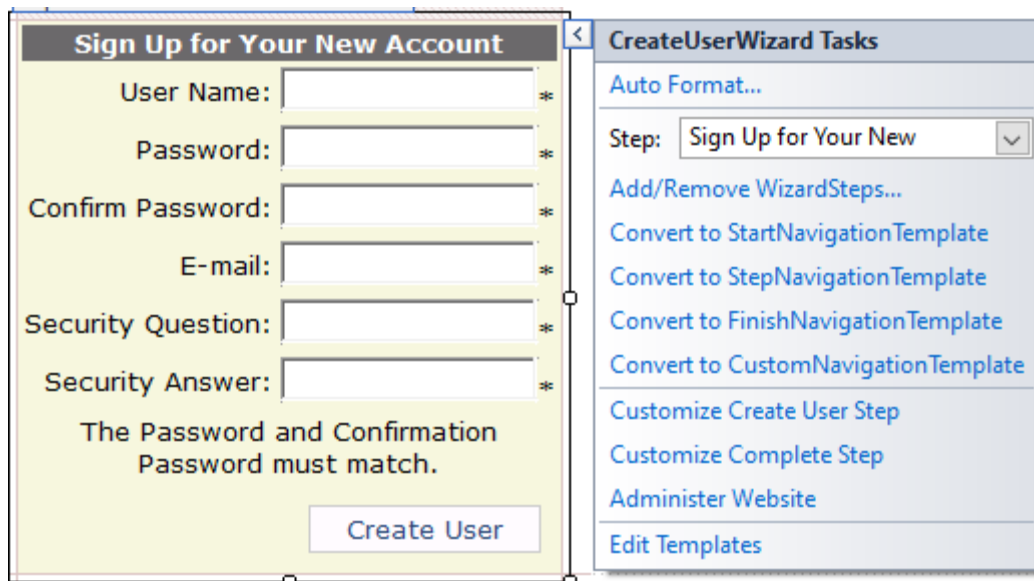 Sign Up for Your New Account
User Name: *
Password: *
Confirm Password: *
E-mail: *
Security Question: *
Security Answer: *
The Password and Confirmation
Password must match.
Create User
CreateUserWizard Tasks
Auto Format...
Step: Sign Up for Your New
Add/Remove WizardSteps...
Convert to StartNavigationTemplate
Convert to StepNavigationTemplate
Convert to FinishNavigationTemplate
Convert to CustomNavigationTemplate
Customize Create User Step
Customize Complete Step
Administer Website
Edit Templates